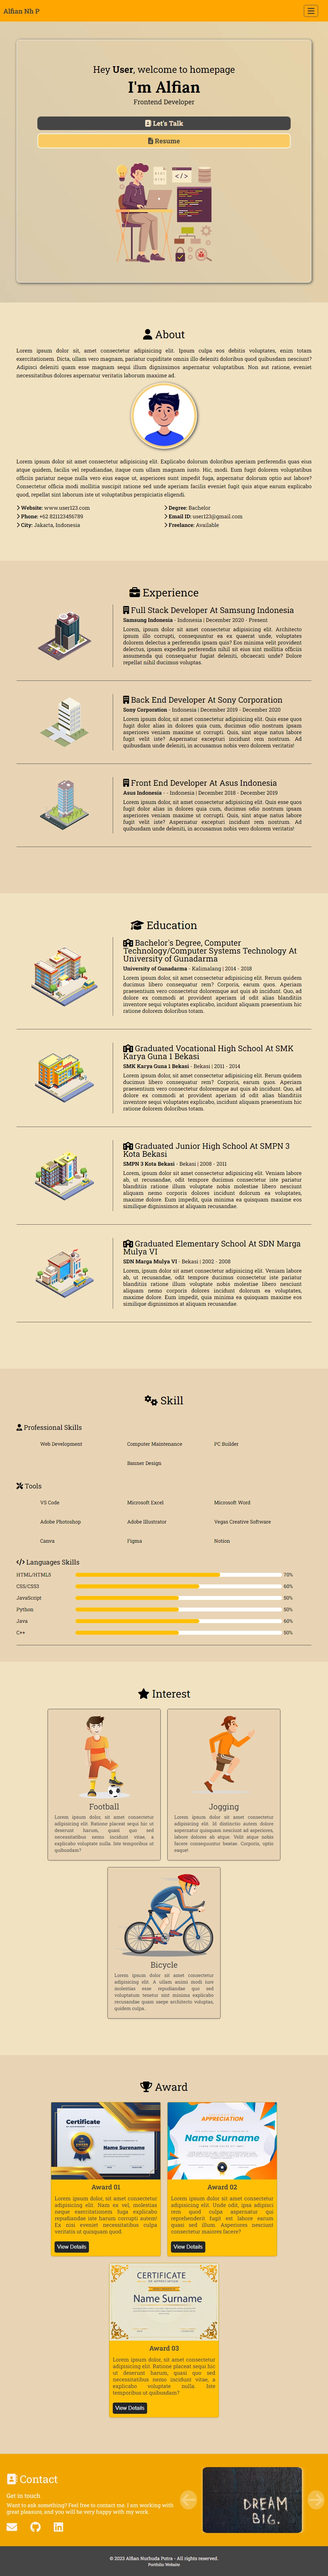 Alfian Nh P
Hey User, welcome to homepage
I'm Alfian
Frontend Developer
Let's Talk
Resume
About
Lorem ipsum dolor sit, amet consectetur adipisicing elit. Ipsum culpa eos debitis voluptates, enim totam
exercitationem. Dicta, ullam vero magnam, pariatur cupiditate omnis illo deleniti doloribus quod quibusdam nesciunt?
Adipisci deleniti quam esse magnam sequi illum dignissimos aspernatur voluptatibus. Non aut ratione, eveniet
necessitatibus dolores aspernatur veritatis laborum maxime ad.
Lorem ipsum dolor sit amet consectetur adipisicing elit. Explicabo dolorum doloribus aperiam perferendis quas eius
atque quidem, facilis vel repudiandae, itaque cum ullam magnam iusto. Hic, modi. Eum fugit dolorem voluptatibus
officiis pariatur neque nulla vero eius eaque ut, asperiores sunt impedit fuga, aspernatur dolorum optio aut labore?
Consectetur officia omnis mollitia suscipit ratione sed unde aperiam facilis eveniet fugit quis atque earum explicabo
quod, repellat sint laborum iste ut voluptatibus perspiciatis eligendi.
Website: www.user123.com
Degree: Bachelor
Phone: +62 821123456789
Email ID: user123@gmail.com
City: Jakarta, Indonesia
Freelance: Available
Experience
Full Stack Developer At Samsung Indonesia
Samsung Indonesia - Indonesia | December 2020 - Present
Lorem, ipsum dolor sit amet consectetur adipisicing elit. Architecto
ipsum illo corrupti, consequuntur ea ex quaerat unde, voluptates
dolorem delectus a perferendis ipsam quis? Eos minima velit provident
delectus, ipsam expedita perferendis nihil sit eius sint mollitia officiis
assumenda qui consequatur fugiat deleniti, obcaecati unde? Dolore
repellat nihil ducimus voluptas.
Back End Developer At Sony Corporation
Sony Corporation - Indonesia | December 2019 - December 2020
Lorem ipsum dolor, sit amet consectetur adipisicing elit. Quis esse quos
fugit dolor alias in dolores quia cum, ducimus odio nostrum ipsam
asperiores veniam maxime ut corrupti. Quis, sint atque natus labore
fugit velit iste? Aspernatur excepturi incidunt rem nostrum. Ad
quibusdam unde deleniti, in accusamus nobis vero dolorem veritatis!
Front End Developer At Asus Indonesia
Asus Indonesia - - Indonesia | December 2018 - December 2019
Lorem ipsum dolor, sit amet consectetur adipisicing elit. Quis esse quos
fugit dolor alias in dolores quia cum, ducimus odio nostrum ipsam
asperiores veniam maxime ut corrupti. Quis, sint atque natus labore
fugit velit iste? Aspernatur excepturi incidunt rem nostrum. Ad
quibusdam unde deleniti, in accusamus nobis vero dolorem veritatis!
Education
Bachelor's Degree, Computer
Technology/Computer Systems Technology At
University of Gunadarma
University of Gunadarma - Kalimalang | 2014 - 2018
Lorem ipsum dolor sit amet consectetur adipisicing elit. Rerum quidem
ducimus libero consequatur rem? Corporis, earum quos. Aperiam
praesentium vero consectetur doloremque aut quis ab incidunt. Quo, ad
dolore ex commodi at provident aperiam id odit alias blanditiis
inventore sequi voluptates explicabo, incidunt aliquam praesentium hic
ratione dolorem doloribus totam.
Graduated Vocational High School At SMK
Karya Guna 1 Bekasi
SMK Karya Guna 1 Bekasi - Bekasi | 2011 - 2014
Lorem ipsum dolor, sit amet consectetur adipisicing elit. Rerum quidem
ducimus libero consequatur rem? Corporis, earum quos. Aperiam
praesentium vero consectetur doloremque aut quis ab incidunt. Quo, ad
dolore ex commodi at provident aperiam id odit alias blanditiis
inventore sequi voluptates explicabo, incidunt aliquam praesentium hic
ratione dolorem doloribus totam.
Graduated Junior High School At SMPN 3
Kota Bekasi
SMPN 3 Kota Bekasi - Bekasi | 2008 - 2011
Lorem, ipsum dolor sit amet consectetur adipisicing elit. Veniam labore
ab, ut recusandae, odit tempore ducimus consectetur iste pariatur
blanditiis ratione illum voluptate nobis molestiae libero nesciunt
aliquam nemo corporis dolores incidunt dolorum ea voluptates,
maxime dolore. Eum impedit, quia minima ea quisquam maxime eos
similique dignissimos at aliquam recusandae.
Graduated Elementary School At SDN Marga
Mulya VI
SDN Marga Mulya VI - Bekasi | 2002 - 2008
Lorem, ipsum dolor sit amet consectetur adipisicing elit. Veniam labore
ab, ut recusandae, odit tempore ducimus consectetur iste pariatur
blanditiis ratione illum voluptate nobis molestiae libero nesciunt
aliquam nemo corporis dolores incidunt dolorum ea voluptates,
maxime dolore. Eum impedit, quia minima ea quisquam maxime eos
similique dignissimos at aliquam recusandae.
Skill
Professional Skills
Web Development
Computer Maintenance
PC Builder
Banner Design
Tools
VS Code
Microsoft Excel
Microsoft Word
Adobe Photoshop
Adobe Illustrator
Vegas Creative Software
Canva
Figma
Notion
Languages Skills
HTML/HTML5 70%
CSS/CSS3 60%
JavaScript 50%
Python 50%
Java 60%
C++ 50%
Interest
Football
Lorem ipsum dolor, sit amet consectetur
adipisicing elit. Ratione placeat sequi hic ut
deserunt harum, quasi quo sed
necessitatibus nemo incidunt vitae, a
explicabo voluptate nulla. Iste temporibus ut
quibusdam?
Jogging
Lorem ipsum dolor sit amet consectetur
adipisicing elit. Id distinctio autem dolore
aspernatur quisquam nesciunt ad asperiores,
labore dolores ab atque. Velit atque nobis
facere consequuntur beatae. Corporis, optio
eaque!
Bicycle
Lorem ipsum dolor sit amet consectetur
adipisicing elit. A ullam animi modi iure
molestias esse repudiandae quo sed
voluptatum tenetur sint minima explicabo
recusandae quam saepe architecto voluptas,
quidem culpa.
Award
Certificate
Name Surename
Award 01
Lorem ipsum dolor, sit amet consectetur
adipisicing elit. Nam ex vel, molestiae
neque exercitationem fuga explicabo
repudiandae iste harum corrupti autem!
Ex nisi eveniet necessitatibus culpa
veritatis ut quisquam quod.
View Details
APPRECIATION
Name Surname
Award 02
Lorem ipsum dolor, sit amet consectetur
adipisicing elit. Unde odit, ipsa adipisci
rem quod culpa aspernatur qui
reprehenderit fugit est labore earum
quasi sed illum. Asperiores nesciunt
consectetur maiores facere?
View Details
CERTIFICATE
OF APPRECIATION
Name Surname
Award 03
Lorem ipsum dolor, sit amet consectetur
adipisicing elit. Ratione placeat sequi hic
ut deserunt harum, quasi quo sed
necessitatibus nemo incidunt vitae, a
explicabo voluptate nulla. Iste
temporibus ut quibusdam?
View Details
Contact
Get in touch
Want to ask something? Feel free to contact me. I am working with
great pleasure, and you will be very happy with my work.
DREAM
BIG.
© 2023 Alfian Nurhuda Putra - All rights reserved.
Portfolio Website